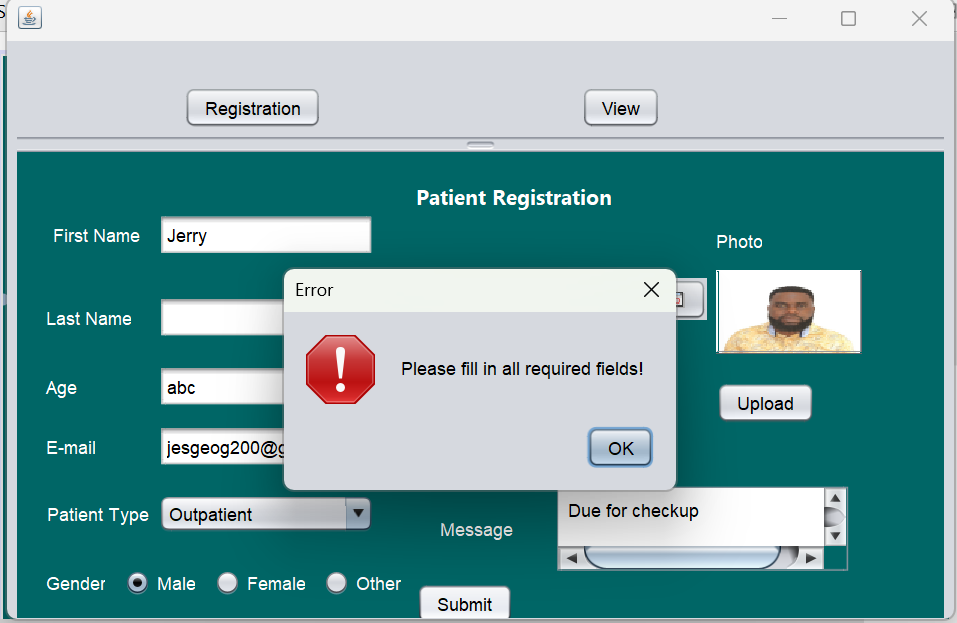 Registration
View
Patient Registration
First Name
Jerry
Photo
Error
Last Name
Please fill in all required fields!
Age
abc
Upload
E-mail
jesgeog200@g
OK
Patient Type
Outpatient
Message
Due for checkup
Gender
Male
Female
Other
Submit